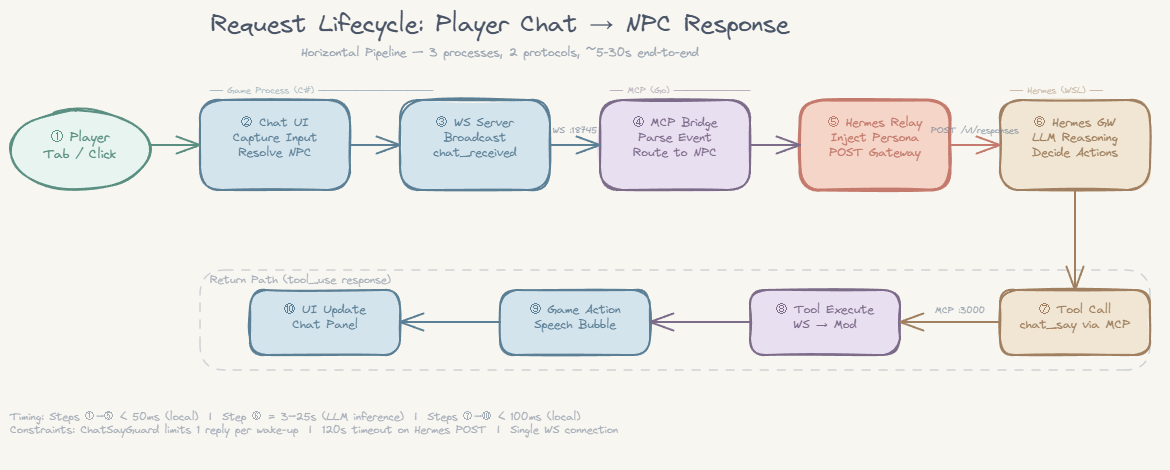 Request Lifecycle: Player Chat → NPC Response
Horizontal Pipeline — 3 processes, 2 protocols, ~5-30s end-to-end
Game Process (C#)
MCP (Go)
Hermes (WSL)
① Player
Tab / Click
② Chat UI
Capture Input
Resolve NPC
③ WS Server
Broadcast
chat_received
WS :18745
④ MCP Bridge
Parse Event
Route to NPC
⑤ Hermes Relay
Inject Persona
POST Gateway
POST /v1/responses
⑥ Hermes GW
LLM Reasoning
Decide Actions
Return Path (tool_use response)
⑩ UI Update
Chat Panel
⑨ Game Action
Speech Bubble
⑧ Tool Execute
WS → Mod
MCP :3000
⑦ Tool Call
chat_say via MCP
Timing: Steps ①→⑤ < 50ms (local) | Step ⑥ = 3-25s (LLM inference) | Steps ⑦→⑩ < 100ms (local)
Constraints: ChatSayGuard limits 1 reply per wake-up | 120s timeout on Hermes POST | Single WS connection